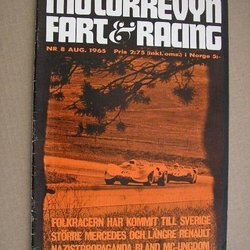 MOTORREVYN
FART & RACING
NR 8 AUG. 1965 Pris 2:75 (inkl. oms.) i Norge 5:-
FOLKRACERN HAR KOMMIT TILL SVERIGE
STÖRRE MERCEDES OCH LÄNGRE RENAULT
NAZISTPROPAGANDA BLAND MC-UNGDOM